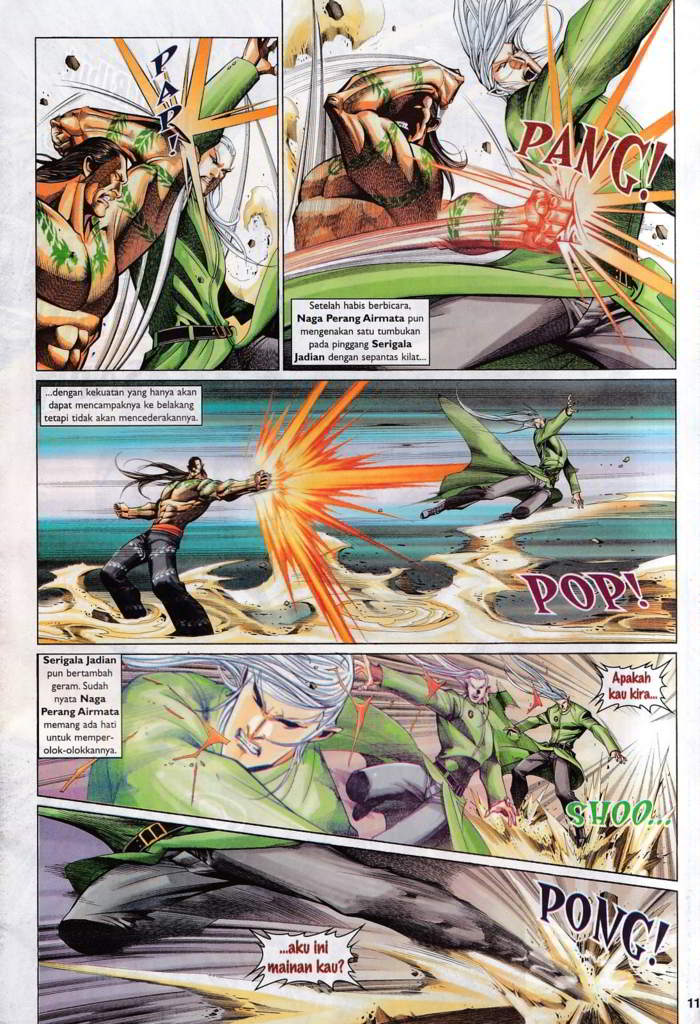 PAP
PAP!
PANG!
Setelah habis berbicara,
Naga Perang Airmata pun
mengenakan satu tumbukan
pada pinggang Serigala
Jadian dengan sepantas kilat...
...dengan kekuatan yang hanya akan
dapat mencampaknya ke belakang
tetapi tidak akan mencederakannya.
POP!
Serigala Jadian
pun bertambah
geram. Sudah
nyata Naga
Perang Airmata
memang ada hati
untuk memper-
olok-olokkannya.
Apakah
kau kira...
SHOO...
PONG!
...aku ini
mainan kau?
11